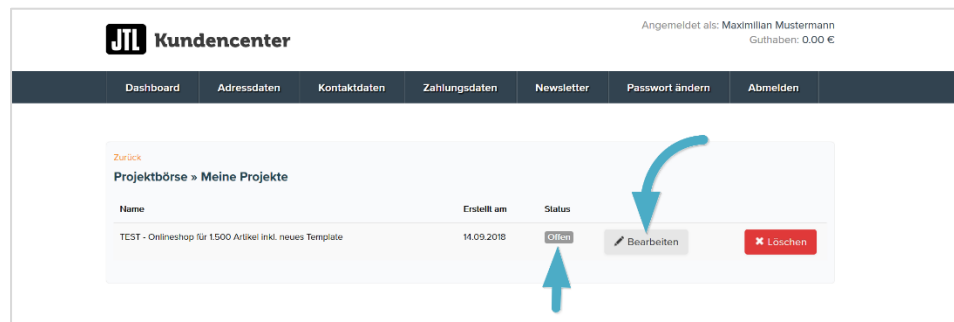 JTL Kundencenter
Angemeldet als: Maximilian Mustermann
Guthaben: 0.00 €
Dashboard Adressdaten Kontaktdaten Zahlungsdaten Newsletter Passwort ändern Abmelden
Zurück
Projektbörse » Meine Projekte
Name Erstellt am Status
TEST - Onlineshop für 1.500 Artikel inkl. neues Template 14.09.2018 Offen Bearbeiten Löschen